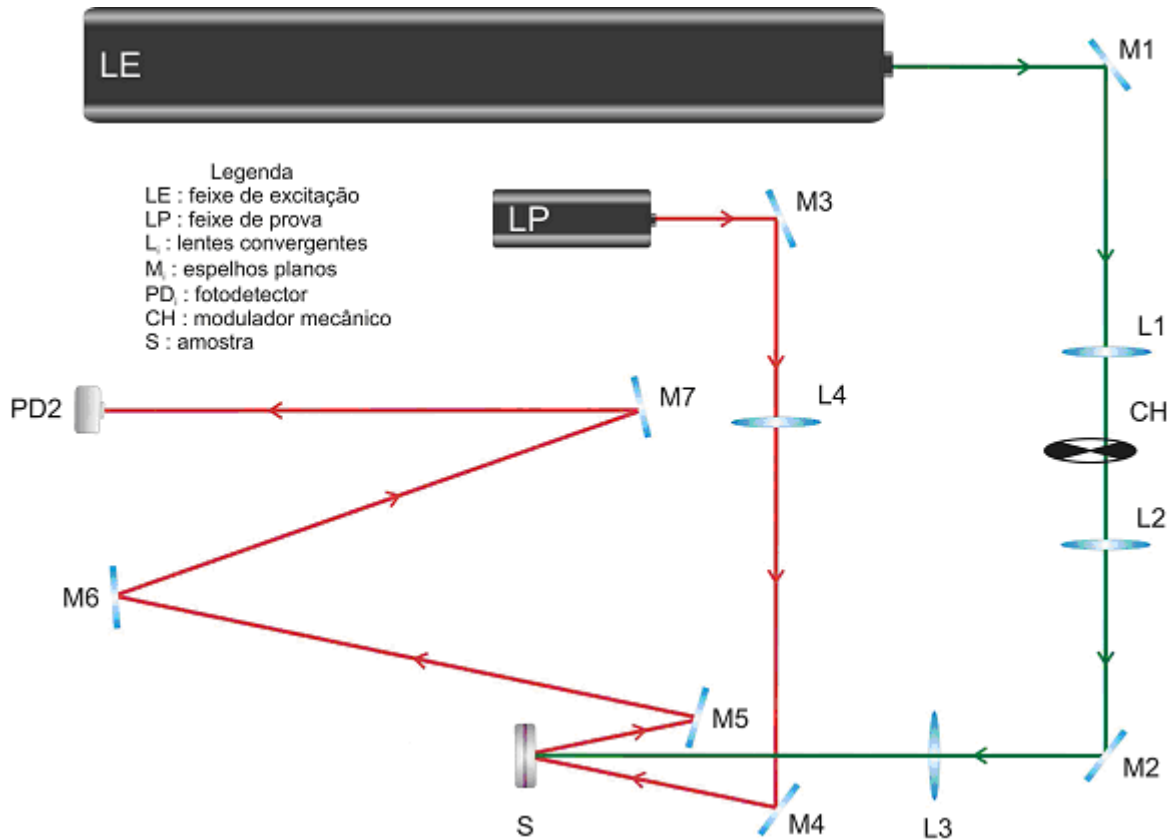 LE
M1
Legenda
LE : feixe de excitação
LP : feixe de prova
Lᵢ : lentes convergentes
Mᵢ : espelhos planos
PDᵢ : fotodetector
CH : modulador mecânico
S : amostra
LP
M3
L1
PD2
M7
L4
CH
L2
M6
M5
M2
S
M4
L3